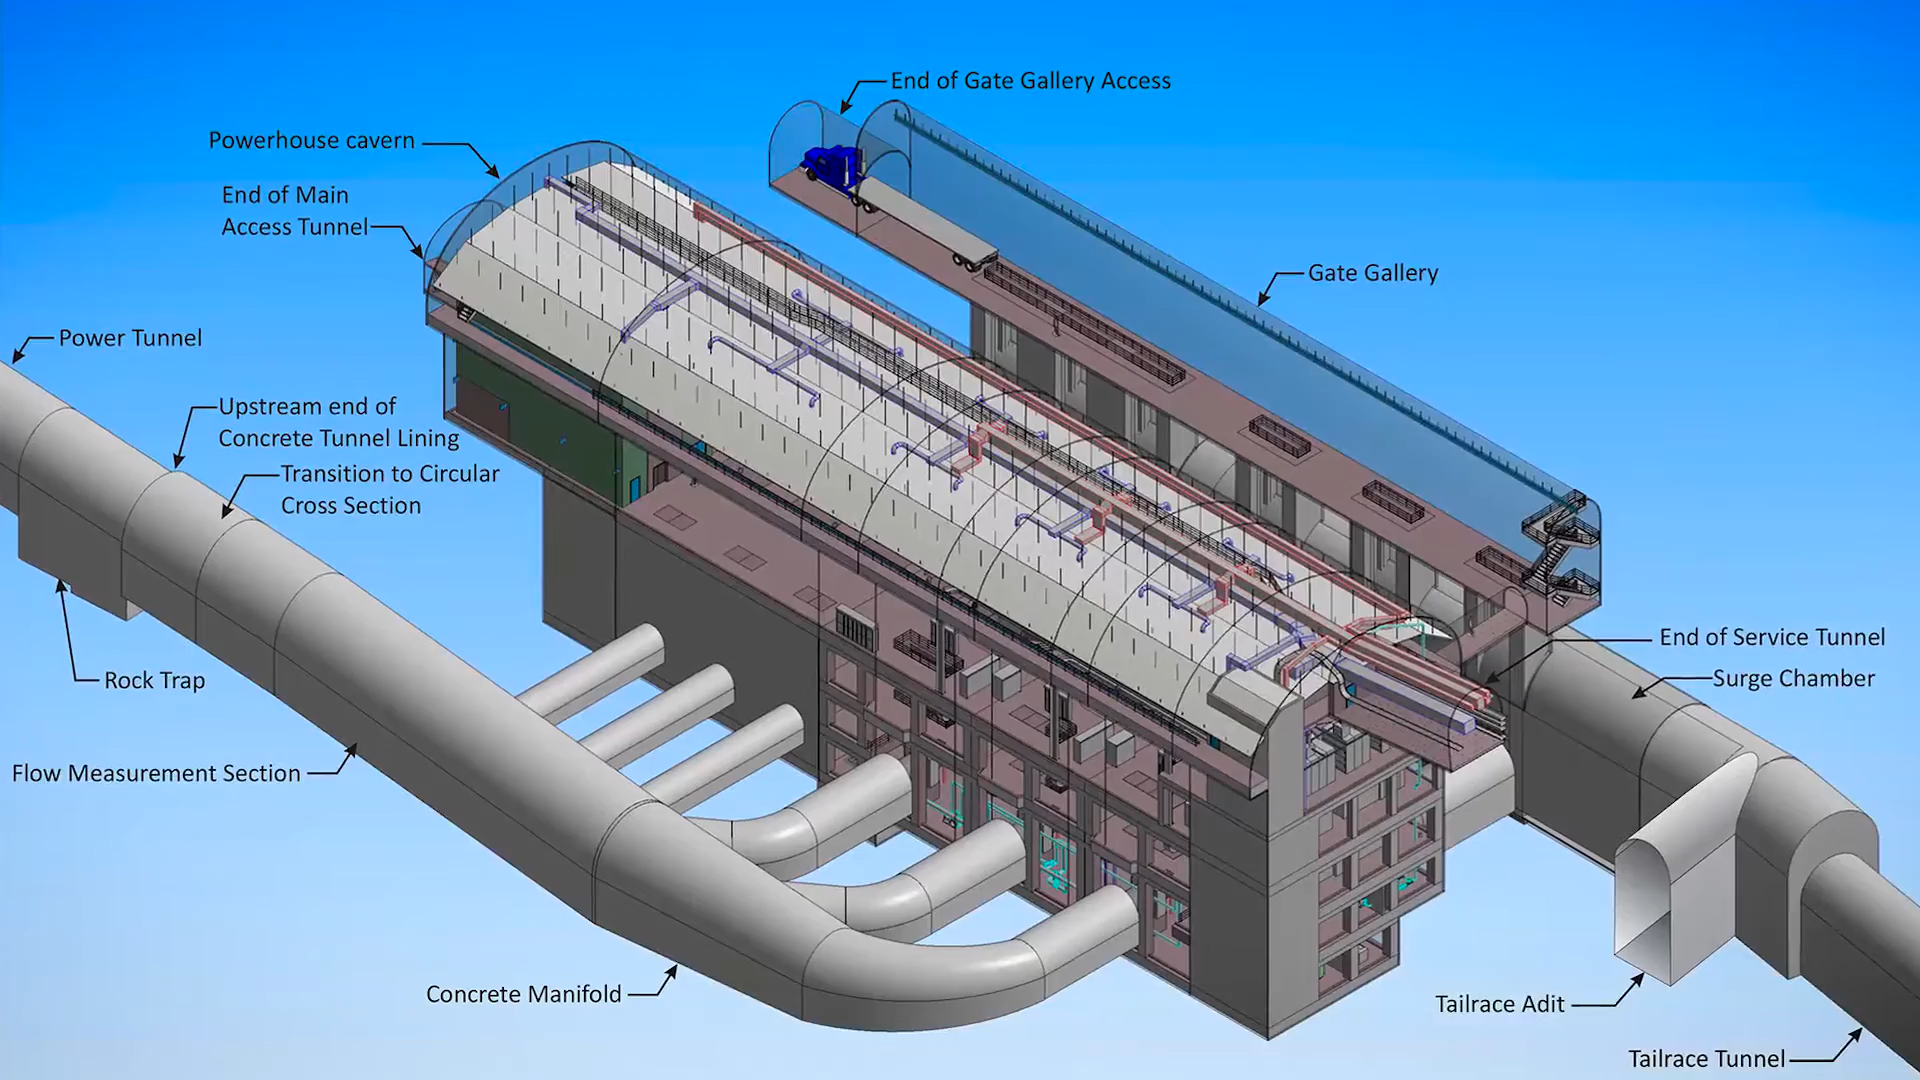 End of Gate Gallery Access
Powerhouse cavern
End of Main
Access Tunnel
Gate Gallery
Power Tunnel
Upstream end of
Concrete Tunnel Lining
Transition to Circular
Cross Section
End of Service Tunnel
Surge Chamber
Rock Trap
Flow Measurement Section
Concrete Manifold
Tailrace Adit
Tailrace Tunnel